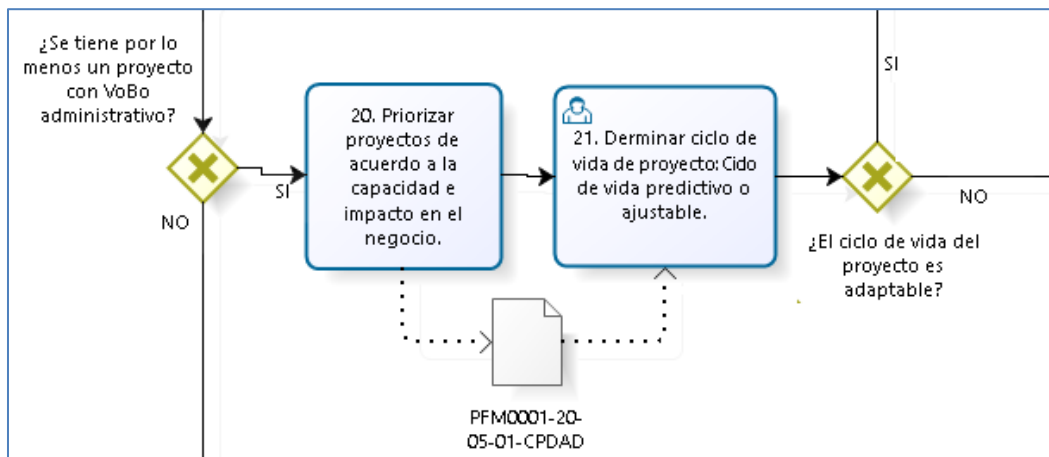 ¿Se tiene por lo
menos un proyecto
con VoBo
administrativo?
SI
NO
20. Priorizar
proyectos de
acuerdo a la
capacidad e
impacto en el
negocio.
21. Derminar ciclo de
vida de proyecto: Ciclo
de vida predictivo o
ajustable.
SI
NO
¿El ciclo de vida del
proyecto es
adaptable?
PFM0001-20-
05-01-CPDAD